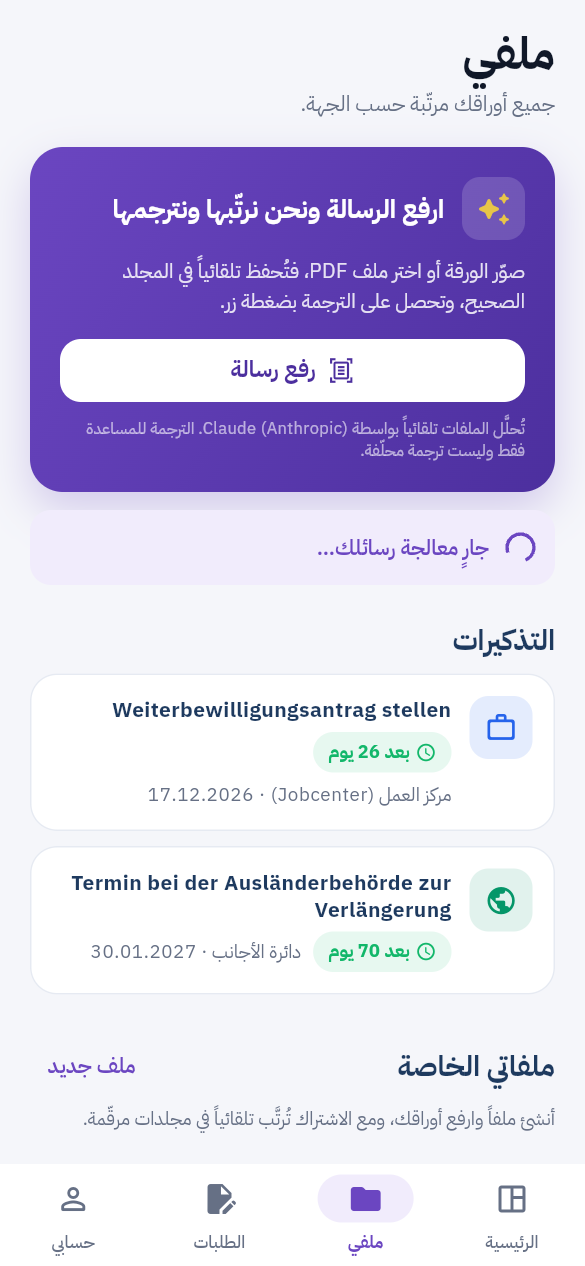 ملفي
جميع أوراقك مرتّبة حسب الجهة.
ارفع الرسالة ونحن نرتّبها ونترجمها
صوّر الورقة أو اختر ملف PDF، فتُحفظ تلقائياً في المجلد
الصحيح، وتحصل على الترجمة بضغطة زر.
رفع رسالة
تُحلَّل الملفات تلقائياً بواسطة Claude (Anthropic). الترجمة للمساعدة
فقط وليست ترجمة محلّفة.
جارٍ معالجة رسائلك...
التذكيرات
Weiterbewilligungsantrag stellen
بعد 26 يوم
مركز العمل (Jobcenter) · 17.12.2026
Termin bei der Ausländerbehörde zur
Verlängerung
بعد 70 يوم
دائرة الأجانب · 30.01.2027
ملفاتي الخاصة
ملف جديد
أنشئ ملفاً وارفع أوراقك، ومع الاشتراك تُرتَّب تلقائياً في مجلدات مرقّمة.
الرئيسية
ملفي
الطلبات
حسابي